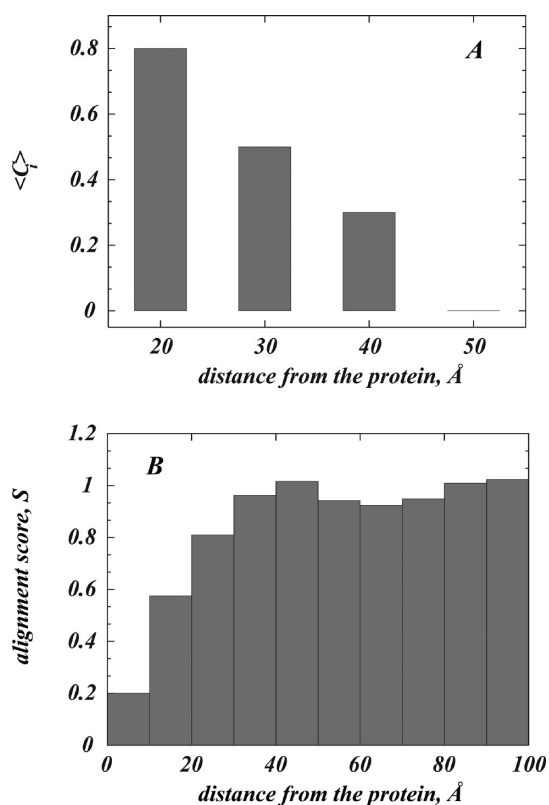 A
0.8
0.6
0.4
0.2
0
<C_i>
20 30 40 50
distance from the protein, Å
B
1.2
1
0.8
0.6
0.4
0.2
0
alignment score, S
0 20 40 60 80 100
distance from the protein, Å